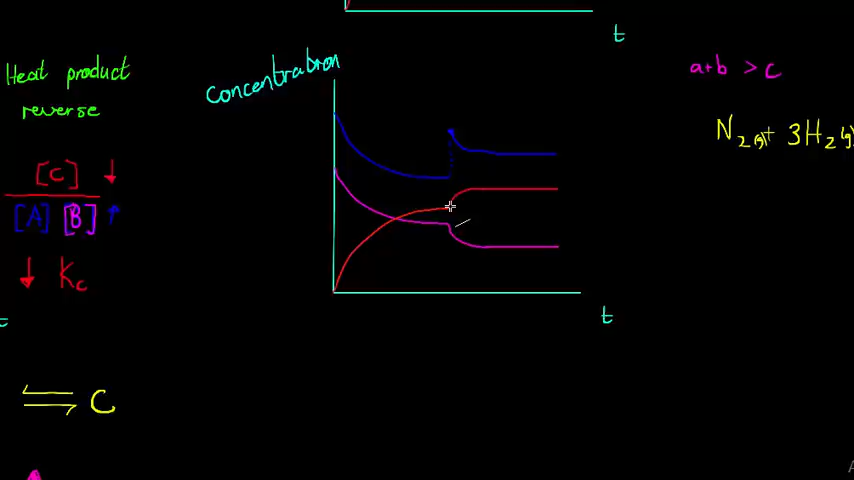 t
Heat product
reverse
concentration
a+b > c
N2(g)+ 3H2(g)
[C] ↓
[A] [B] ↑
↓ Kc
t
⇌ C